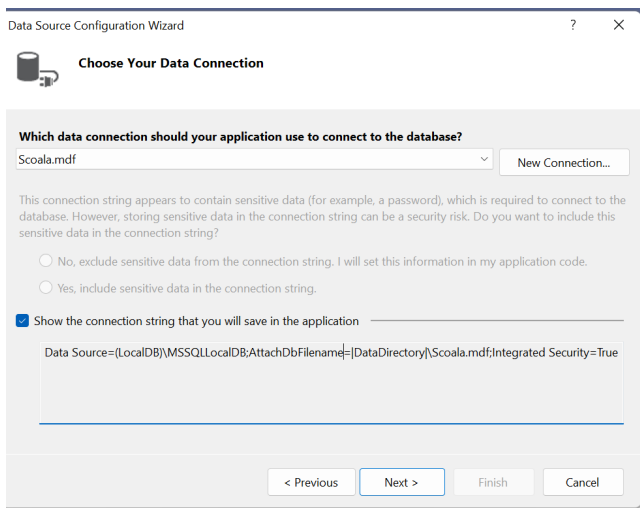 Data Source Configuration Wizard
?
Choose Your Data Connection
Which data connection should your application use to connect to the database?
Scoala.mdf
New Connection...
This connection string appears to contain sensitive data (for example, a password), which is required to connect to the
database. However, storing sensitive data in the connection string can be a security risk. Do you want to include this
sensitive data in the connection string?
No, exclude sensitive data from the connection string. I will set this information in my application code.
Yes, include sensitive data in the connection string.
Show the connection string that you will save in the application
Data Source=(LocalDB)\MSSQLLocalDB;AttachDbFilename=|DataDirectory|\Scoala.mdf;Integrated Security=True
< Previous
Next >
Finish
Cancel